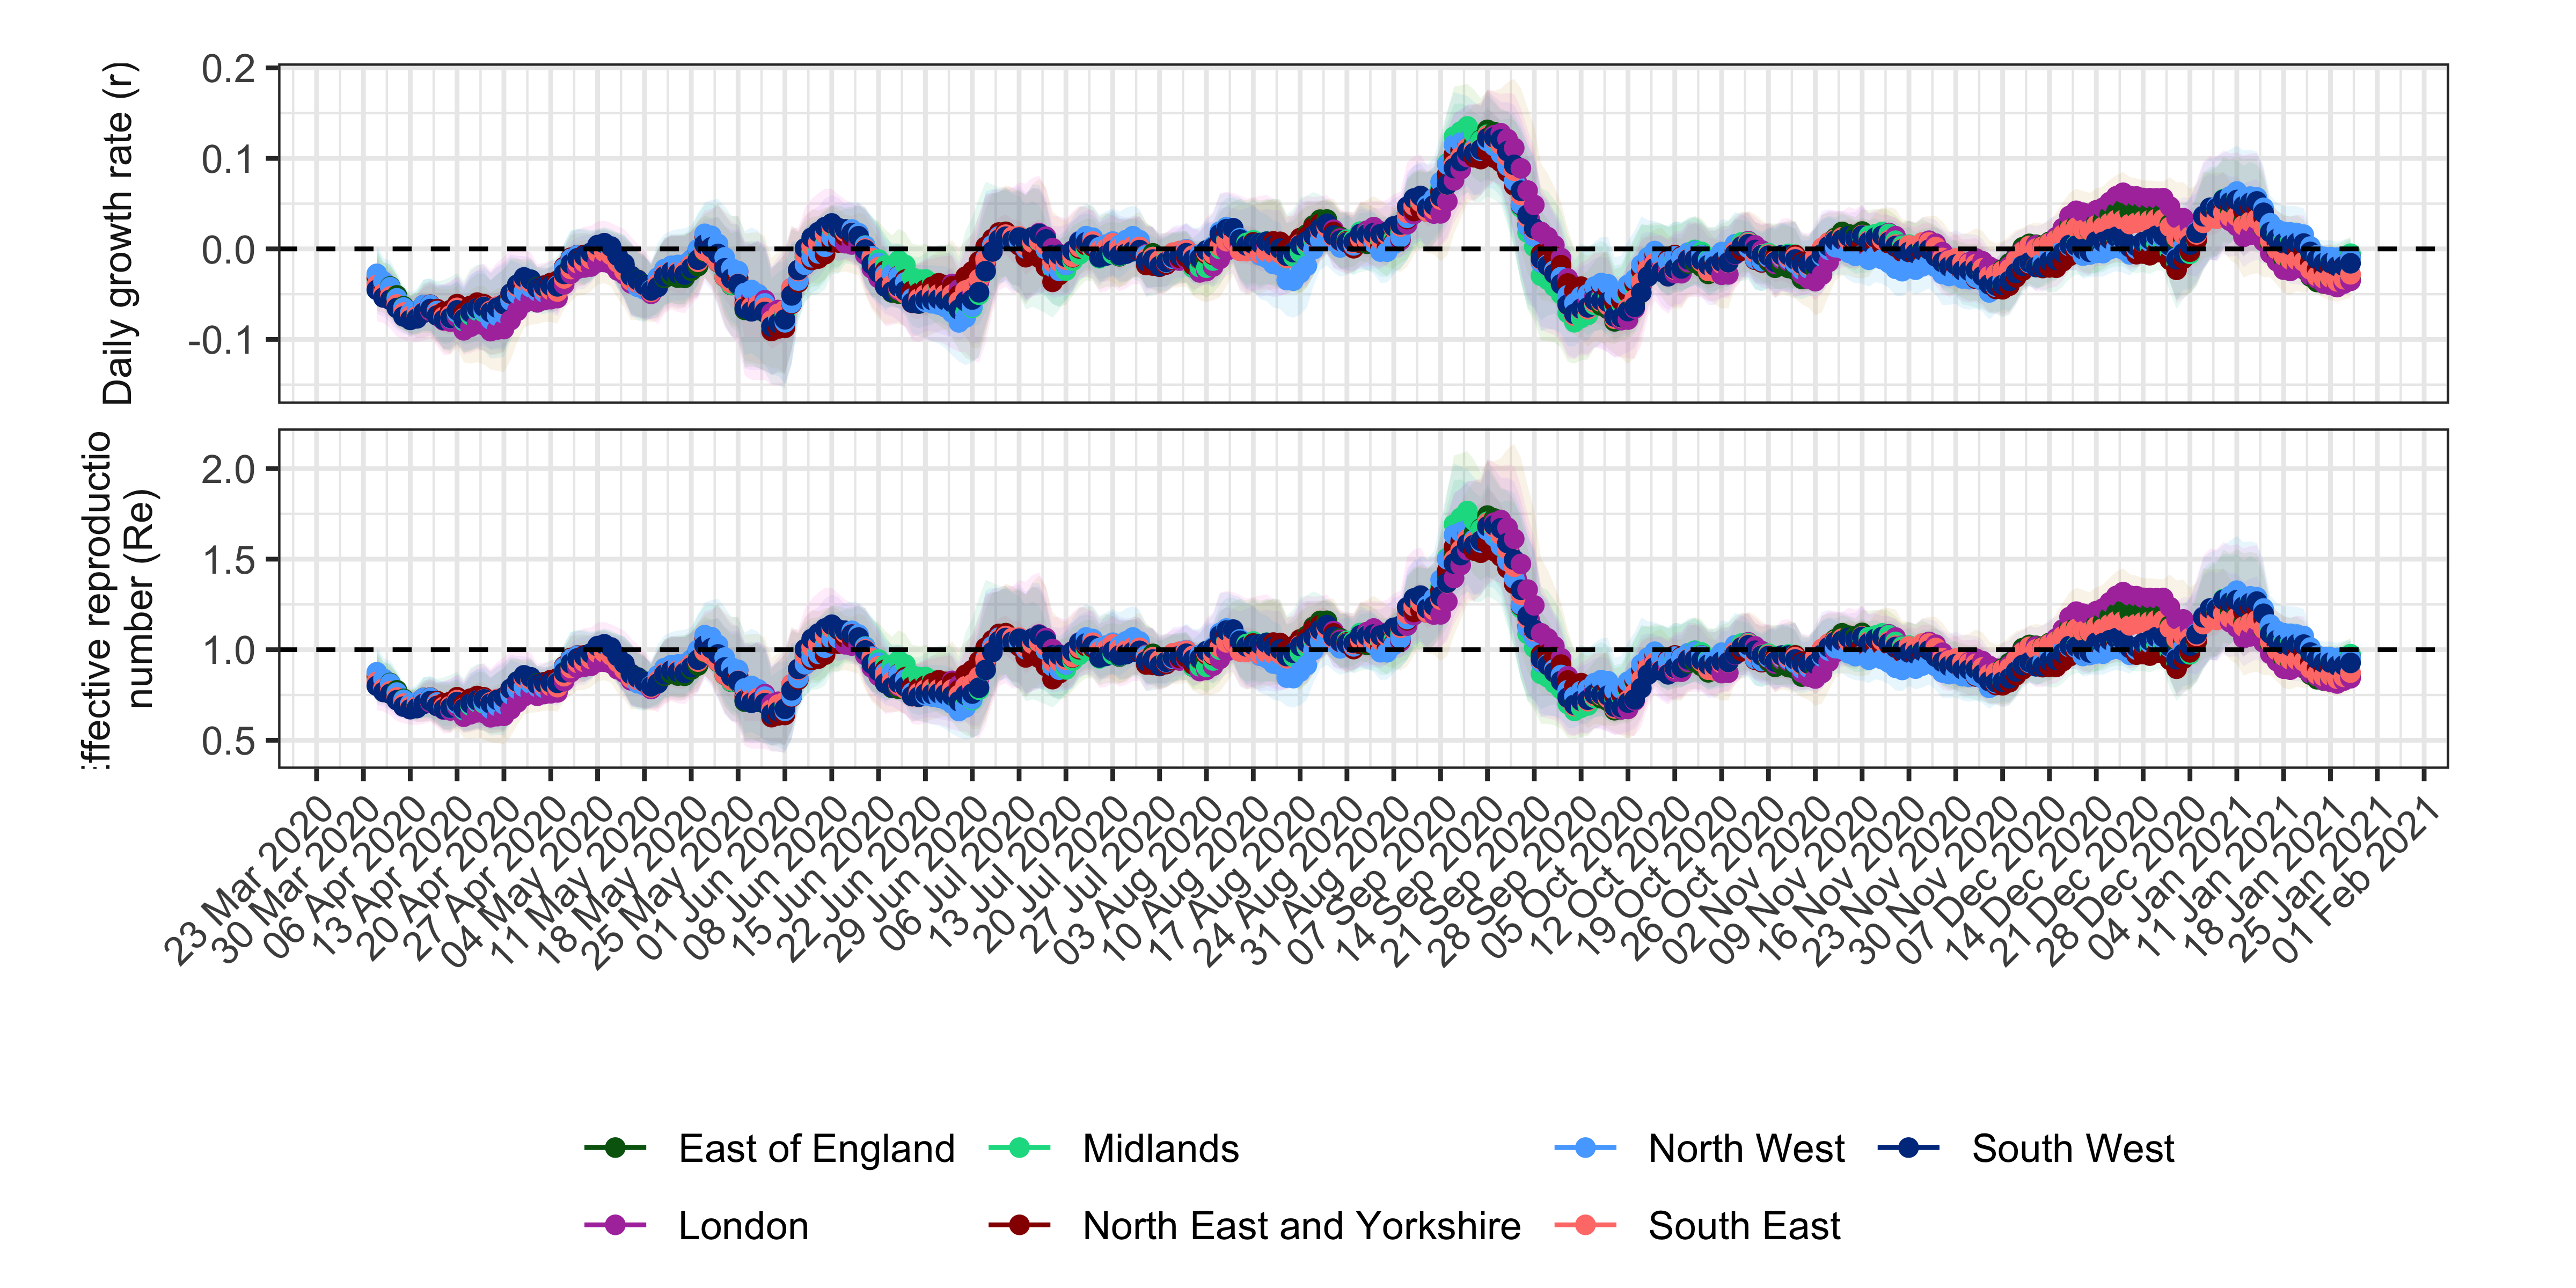 Daily growth rate (r)
0.2
0.1
0.0
-0.1
ffective reproductio
number (Re)
2.0
1.5
1.0
0.5
23 Mar 2020
30 Mar 2020
06 Apr 2020
13 Apr 2020
20 Apr 2020
27 Apr 2020
04 May 2020
11 May 2020
18 May 2020
25 May 2020
01 Jun 2020
08 Jun 2020
15 Jun 2020
22 Jun 2020
29 Jun 2020
06 Jul 2020
13 Jul 2020
20 Jul 2020
27 Jul 2020
03 Aug 2020
10 Aug 2020
17 Aug 2020
24 Aug 2020
31 Aug 2020
07 Sep 2020
14 Sep 2020
21 Sep 2020
28 Sep 2020
05 Oct 2020
12 Oct 2020
19 Oct 2020
26 Oct 2020
02 Nov 2020
09 Nov 2020
16 Nov 2020
23 Nov 2020
30 Nov 2020
07 Dec 2020
14 Dec 2020
21 Dec 2020
28 Dec 2020
04 Jan 2021
11 Jan 2021
18 Jan 2021
25 Jan 2021
01 Feb 2021
East of England
Midlands
North West
South West
London
North East and Yorkshire
South East